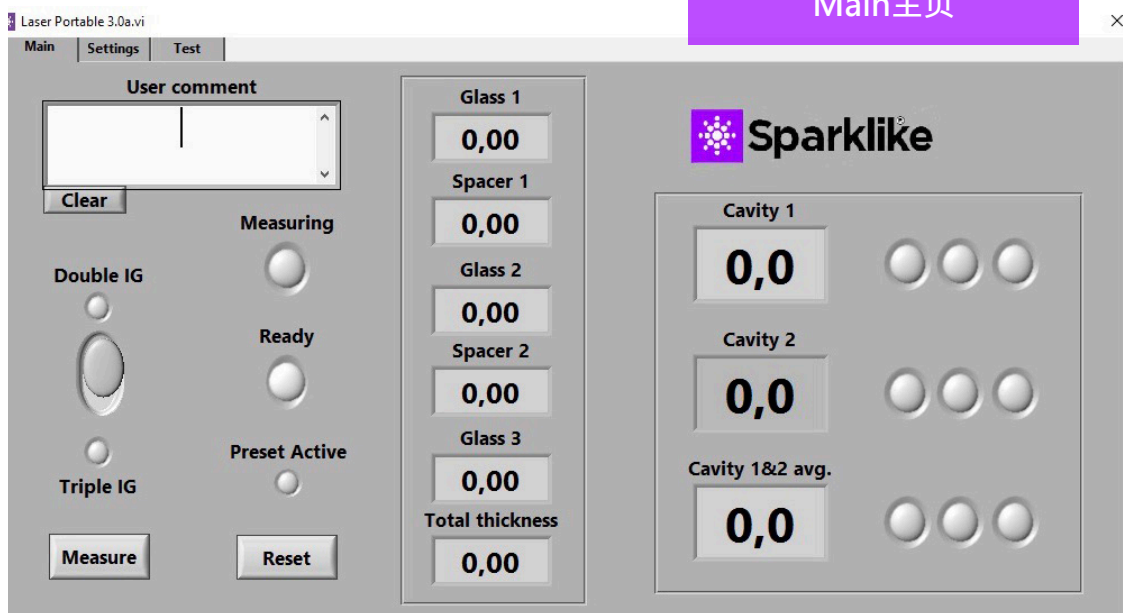 Main主页
Laser Portable 3.0a.vi
Main Settings Test
User comment
Clear
Measuring
Double IG
Ready
Preset Active
Triple IG
Measure
Reset
Glass 1
0,00
Spacer 1
0,00
Glass 2
0,00
Spacer 2
0,00
Glass 3
0,00
Total thickness
0,00
Sparklike®
Cavity 1
0,0
Cavity 2
0,0
Cavity 1&2 avg.
0,0